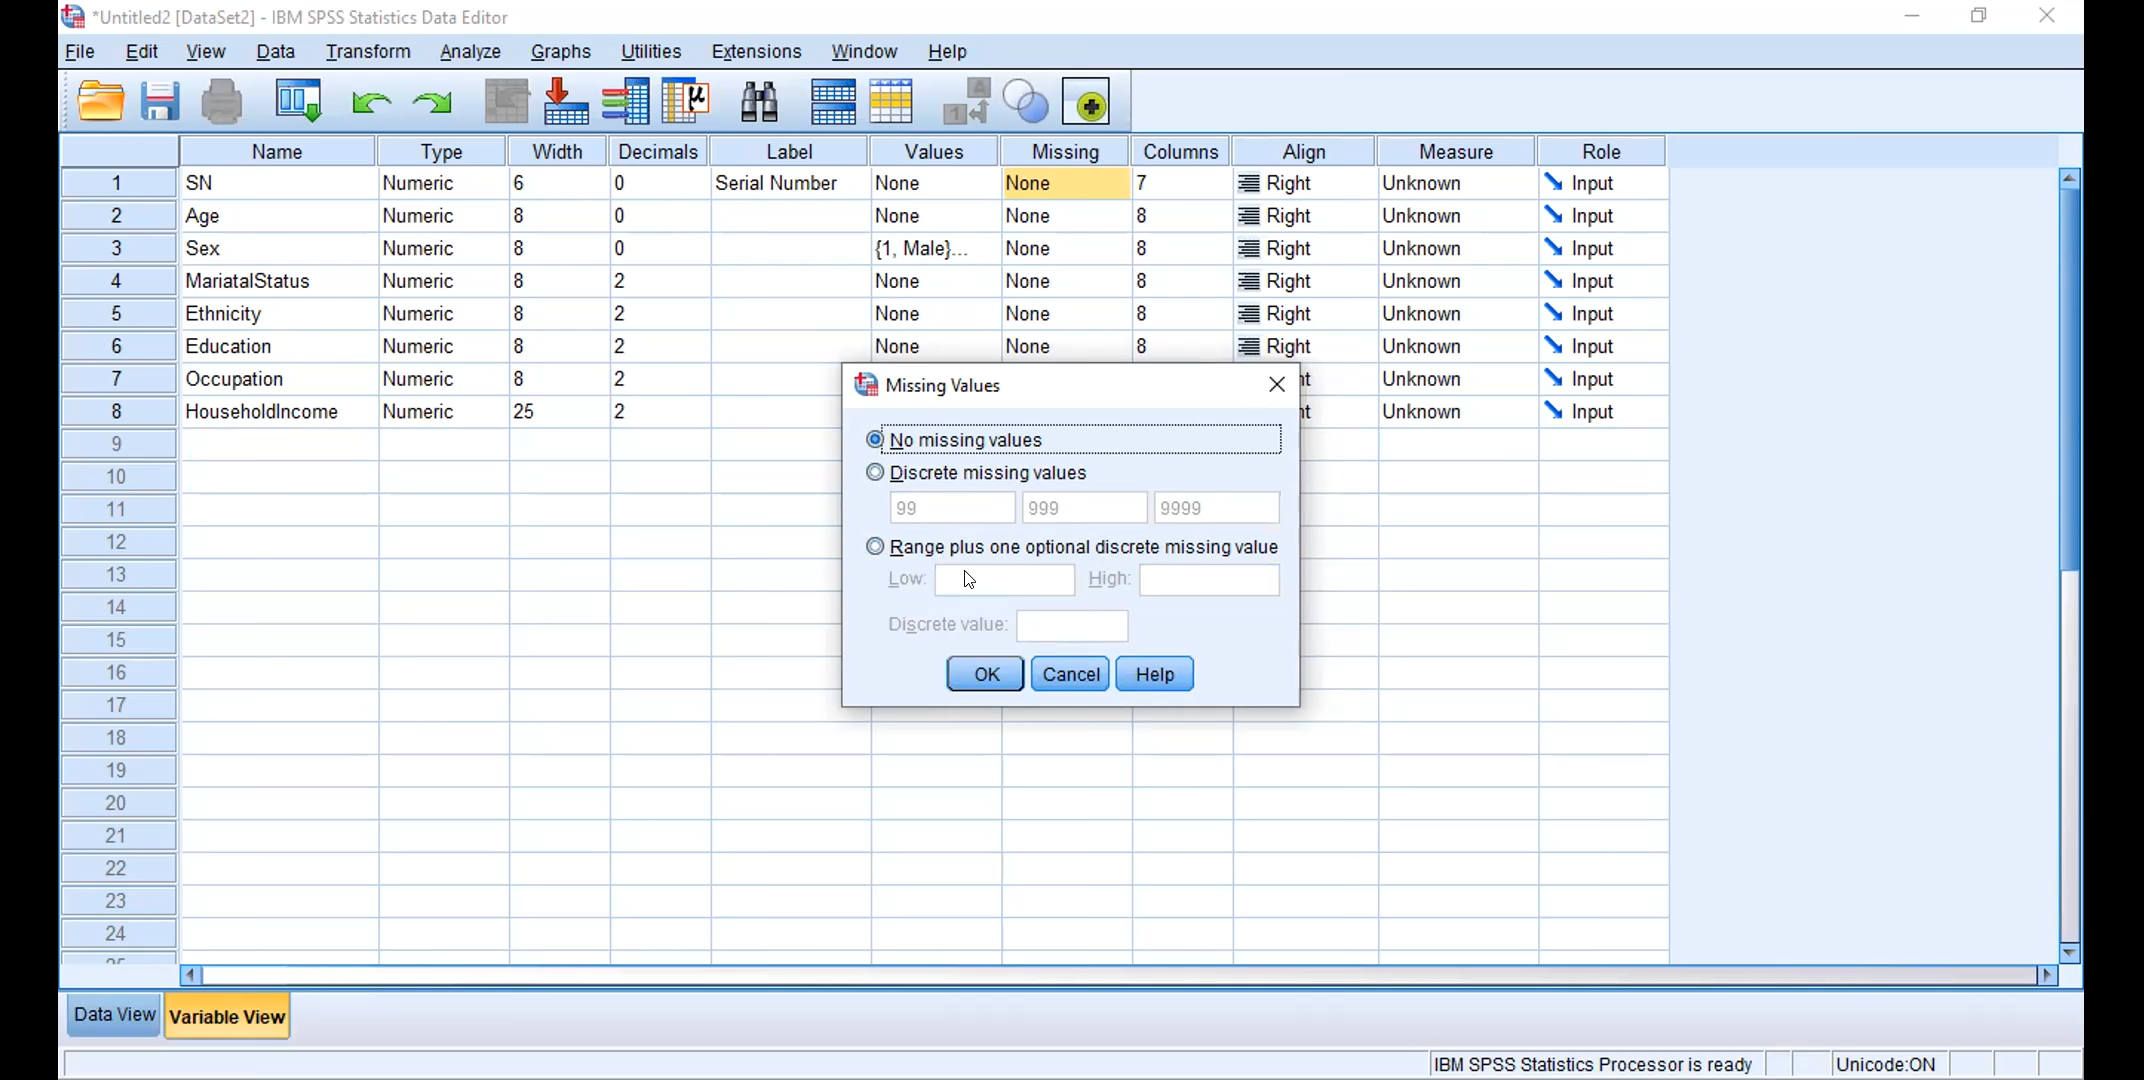 *Untitled2 [DataSet2] - IBM SPSS Statistics Data Editor
File Edit View Data Transform Analyze Graphs Utilities Extensions Window Help
Name Type Width Decimals Label Values Missing Columns Align Measure Role
1 SN Numeric 6 0 Serial Number None None 7 Right Unknown Input
2 Age Numeric 8 0 None None 8 Right Unknown Input
3 Sex Numeric 8 0 {1, Male}... None 8 Right Unknown Input
4 MariatalStatus Numeric 8 2 None None 8 Right Unknown Input
5 Ethnicity Numeric 8 2 None None 8 Right Unknown Input
6 Education Numeric 8 2 None None 8 Right Unknown Input
7 Occupation Numeric 8 2 Unknown Input
8 HouseholdIncome Numeric 25 2 Unknown Input
9
10
11
12
13
14
15
16
17
18
19
20
21
22
23
24
Missing Values
No missing values
Discrete missing values
99 999 9999
Range plus one optional discrete missing value
Low: High:
Discrete value:
OK Cancel Help
Data View Variable View
IBM SPSS Statistics Processor is ready Unicode:ON